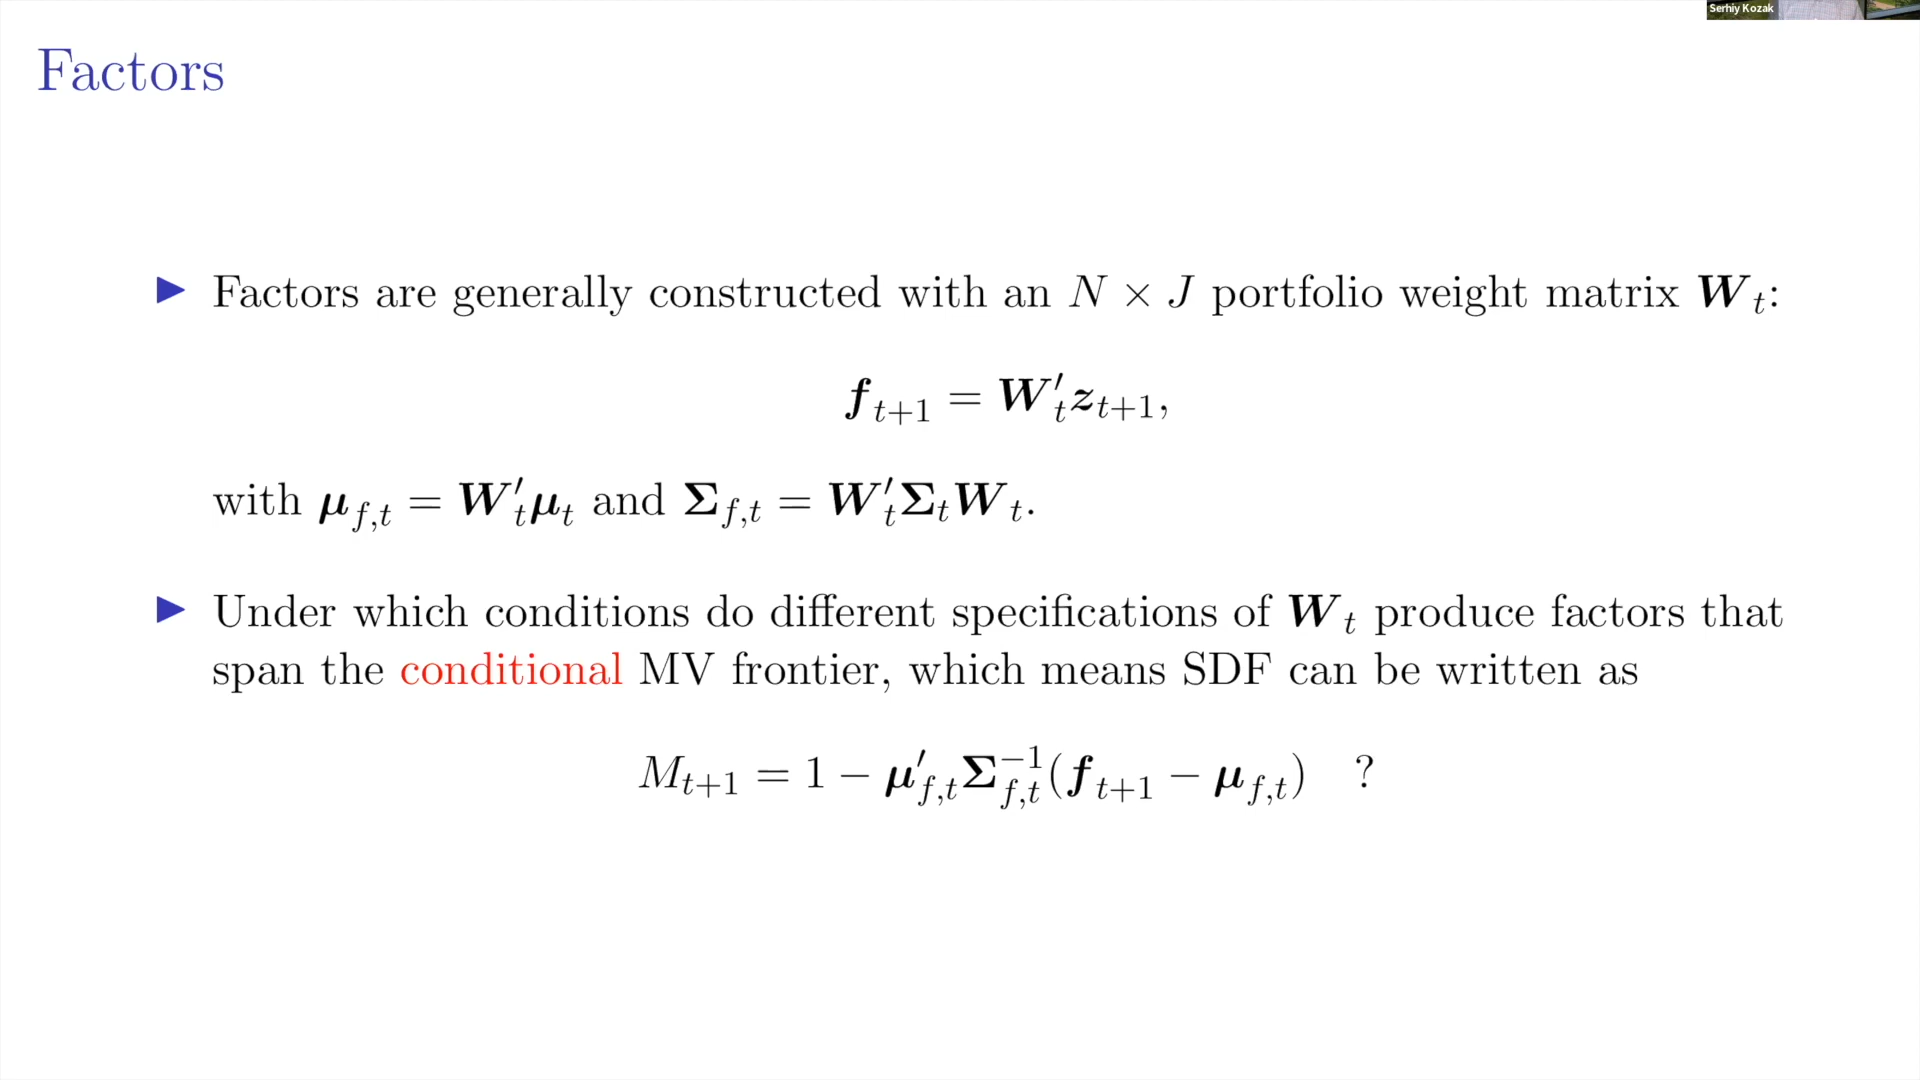 Serhiy Kozak
Factors
▶ Factors are generally constructed with an N × J portfolio weight matrix W_t:
f_{t+1} = W′_t z_{t+1},
with μ_{f,t} = W′_t μ_t and Σ_{f,t} = W′_t Σ_t W_t.
▶ Under which conditions do different specifications of W_t produce factors that
span the conditional MV frontier, which means SDF can be written as
M_{t+1} = 1 − μ′_{f,t} Σ^{−1}_{f,t} (f_{t+1} − μ_{f,t}) ?